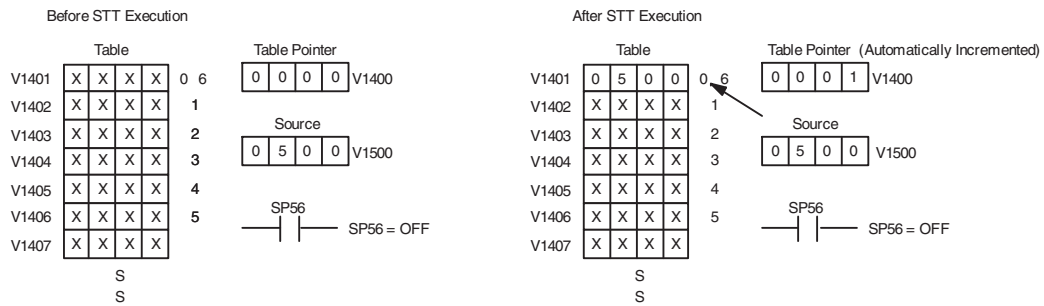 Before STT Execution
Table Table Pointer
V1401 X X X X 0 6 0 0 0 0 V1400
V1402 X X X X 1
V1403 X X X X 2 Source
V1404 X X X X 3 0 5 0 0 V1500
V1405 X X X X 4
V1406 X X X X 5 SP56
SP56 = OFF
V1407 X X X X
S
S
After STT Execution
Table Table Pointer (Automatically Incremented)
V1401 0 5 0 0 0 6 0 0 0 1 V1400
V1402 X X X X 1
V1403 X X X X 2 Source
V1404 X X X X 3 0 5 0 0 V1500
V1405 X X X X 4
V1406 X X X X 5 SP56
SP56 = OFF
V1407 X X X X
S
S